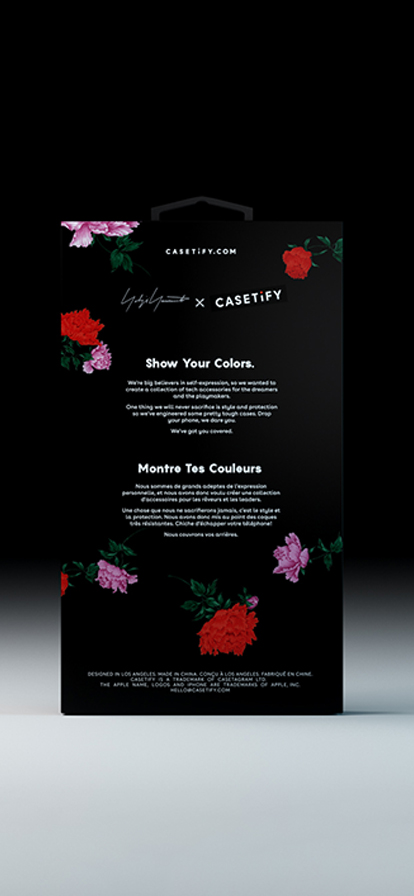 CASETiFY.COM
Yohji Yamamoto × CASETiFY
Show Your Colors.
We're big believers in self-expression, so we wanted to
create a collection of tech accessories for the dreamers
and the playmakers.
One thing we will never sacrifice is style and protection
so we've engineered some pretty tough cases. Drop
your phone, we dare you.
We've got you covered.
Montre Tes Couleurs
Nous sommes de grands adeptes de l'expression
personnelle, et nous avons donc voulu créer une collection
d'accessoires pour les rêveurs et les leaders.
Une chose que nous ne sacrifierons jamais, c'est le style et
la protection. Nous avons donc mis au point des coques
très résistantes. Chiche d'échapper votre téléphone!
Nous couvrons vos arrières.
DESIGNED IN LOS ANGELES. MADE IN CHINA. CONÇU À LOS ANGELES. FABRIQUÉ EN CHINE.
CASETiFY IS A TRADEMARK OF CASETAGRAM LTD
THE APPLE NAME, LOGOS AND IPHONE ARE TRADEMARKS OF APPLE, INC.
HELLO@CASETIFY.COM